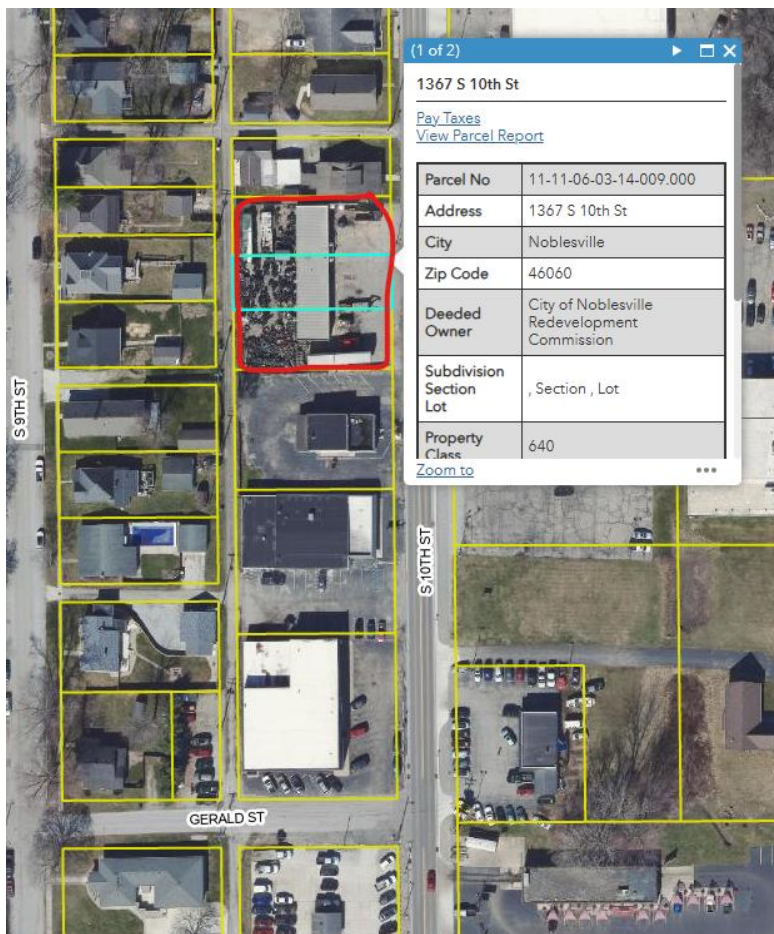 (1 of 2)
1367 S 10th St
Pay Taxes
View Parcel Report
Parcel No 11-11-06-03-14-009.000
Address 1367 S 10th St
City Noblesville
Zip Code 46060
Deeded Owner City of Noblesville Redevelopment Commission
Subdivision Section Lot , Section , Lot
Property Class 640
Zoom to
S 9TH ST
S 10TH ST
GERALD ST